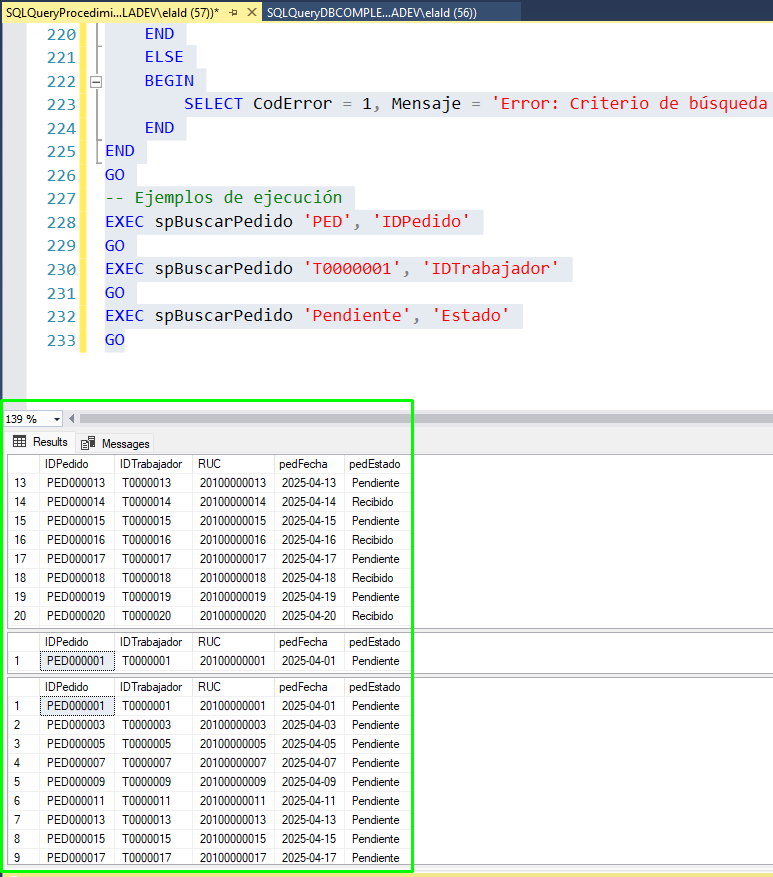 SQLQueryProcedimi...LADEV\elald (57))* SQLQueryDBCOMPLE...ADEV\elald (56))
220 END
221 ELSE
222 BEGIN
223 SELECT CodError = 1, Mensaje = 'Error: Criterio de búsqueda
224 END
225 END
226 GO
227 -- Ejemplos de ejecución
228 EXEC spBuscarPedido 'PED', 'IDPedido'
229 GO
230 EXEC spBuscarPedido 'T0000001', 'IDTrabajador'
231 GO
232 EXEC spBuscarPedido 'Pendiente', 'Estado'
233 GO
139 %
Results Messages
IDPedido IDTrabajador RUC pedFecha pedEstado
13 PED000013 T0000013 20100000013 2025-04-13 Pendiente
14 PED000014 T0000014 20100000014 2025-04-14 Recibido
15 PED000015 T0000015 20100000015 2025-04-15 Pendiente
16 PED000016 T0000016 20100000016 2025-04-16 Recibido
17 PED000017 T0000017 20100000017 2025-04-17 Pendiente
18 PED000018 T0000018 20100000018 2025-04-18 Recibido
19 PED000019 T0000019 20100000019 2025-04-19 Pendiente
20 PED000020 T0000020 20100000020 2025-04-20 Recibido
IDPedido IDTrabajador RUC pedFecha pedEstado
1 PED000001 T0000001 20100000001 2025-04-01 Pendiente
IDPedido IDTrabajador RUC pedFecha pedEstado
1 PED000001 T0000001 20100000001 2025-04-01 Pendiente
2 PED000003 T0000003 20100000003 2025-04-03 Pendiente
3 PED000005 T0000005 20100000005 2025-04-05 Pendiente
4 PED000007 T0000007 20100000007 2025-04-07 Pendiente
5 PED000009 T0000009 20100000009 2025-04-09 Pendiente
6 PED000011 T0000011 20100000011 2025-04-11 Pendiente
7 PED000013 T0000013 20100000013 2025-04-13 Pendiente
8 PED000015 T0000015 20100000015 2025-04-15 Pendiente
9 PED000017 T0000017 20100000017 2025-04-17 Pendiente